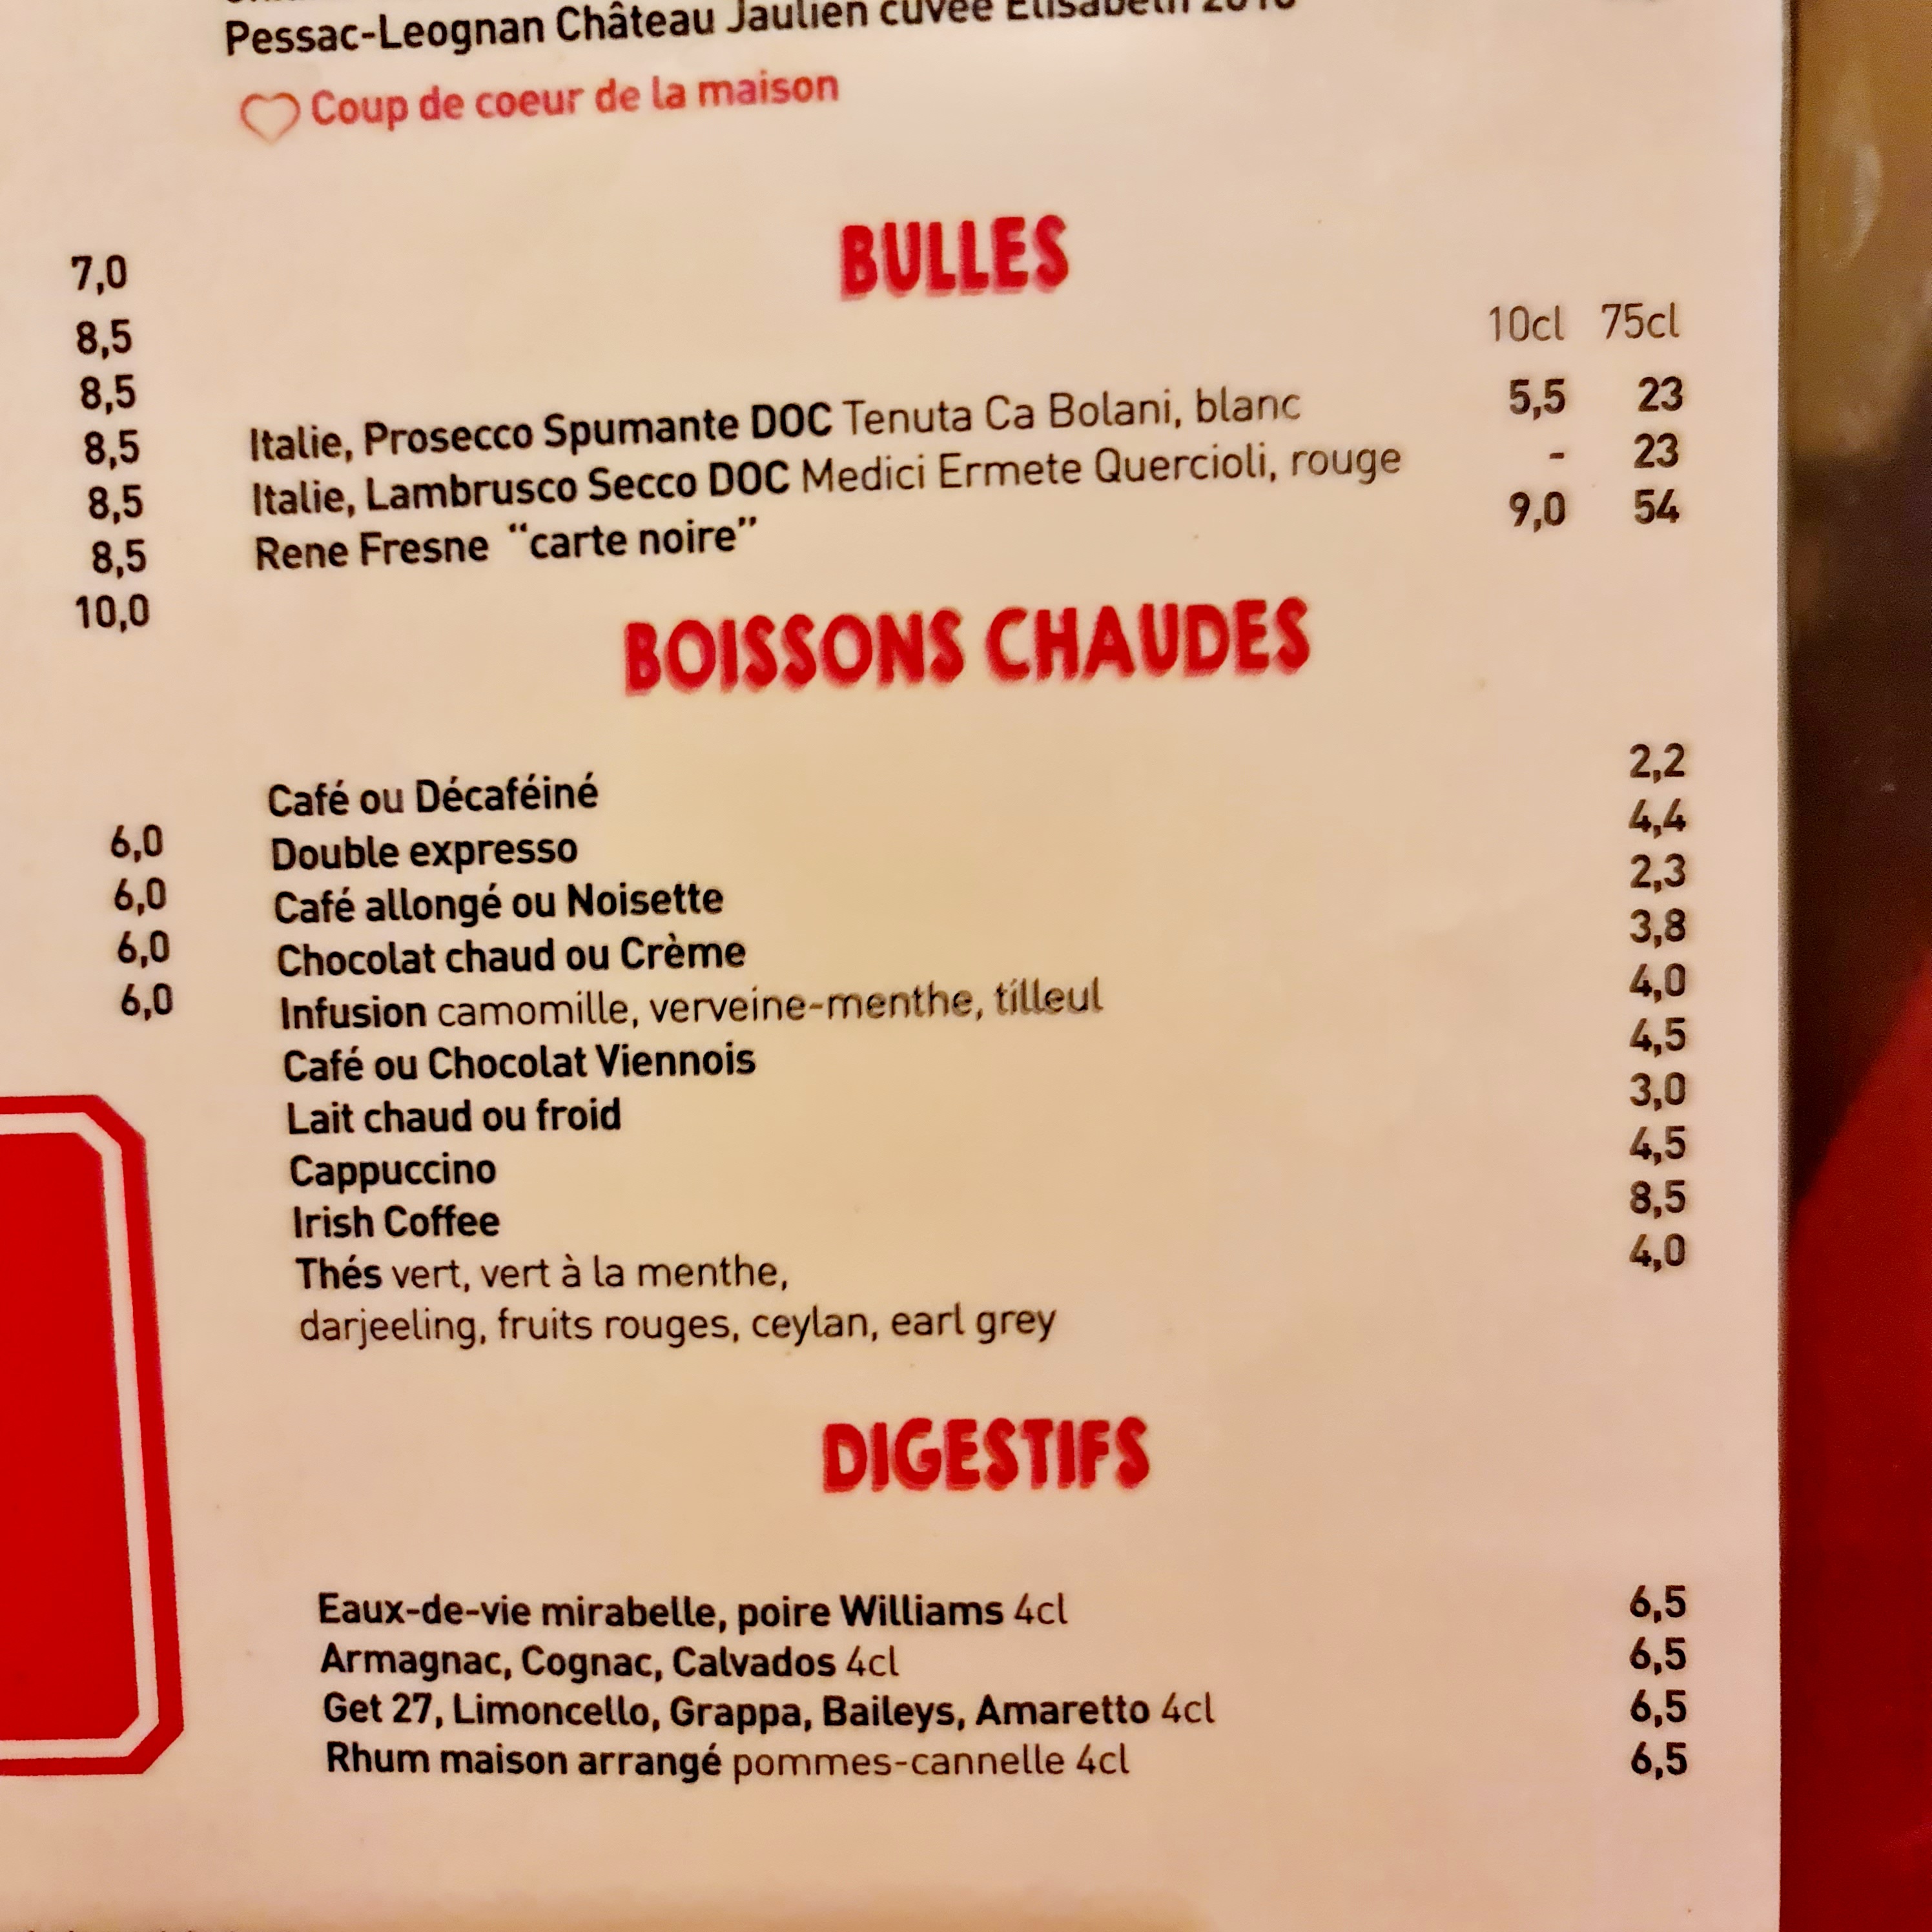 Pessac-Leognan Château Jaulien cuvée Elisabeth
Coup de coeur de la maison
7,0
8,5
8,5
8,5
8,5
8,5
10,0
BULLES
10cl 75cl
Italie, Prosecco Spumante DOC Tenuta Ca Bolani, blanc 5,5 23
Italie, Lambrusco Secco DOC Medici Ermete Quercioli, rouge - 23
Rene Fresne “carte noire” 9,0 54
6,0
6,0
6,0
6,0
BOISSONS CHAUDES
Café ou Décaféiné 2,2
Double expresso 4,4
Café allongé ou Noisette 2,3
Chocolat chaud ou Crème 3,8
Infusion camomille, verveine-menthe, tilleul 4,0
Café ou Chocolat Viennois 4,5
Lait chaud ou froid 3,0
Cappuccino 4,5
Irish Coffee 8,5
Thés vert, vert à la menthe, 4,0
darjeeling, fruits rouges, ceylan, earl grey
DIGESTIFS
Eaux-de-vie mirabelle, poire Williams 4cl 6,5
Armagnac, Cognac, Calvados 4cl 6,5
Get 27, Limoncello, Grappa, Baileys, Amaretto 4cl 6,5
Rhum maison arrangé pommes-cannelle 4cl 6,5